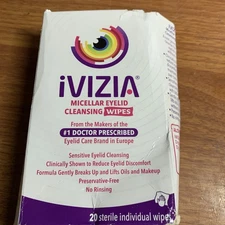 iVIZIA®
MICELLAR EYELID
CLEANSING WIPES
From the Makers of the
#1 DOCTOR PRESCRIBED
Eyelid Care Brand in Europe
Sensitive Eyelid Cleansing
Clinically Shown to Reduce Eyelid Discomfort
Formula Gently Breaks Up and Lifts Oils and Makeup
Preservative-Free
No Rinsing
20 sterile individual wipes